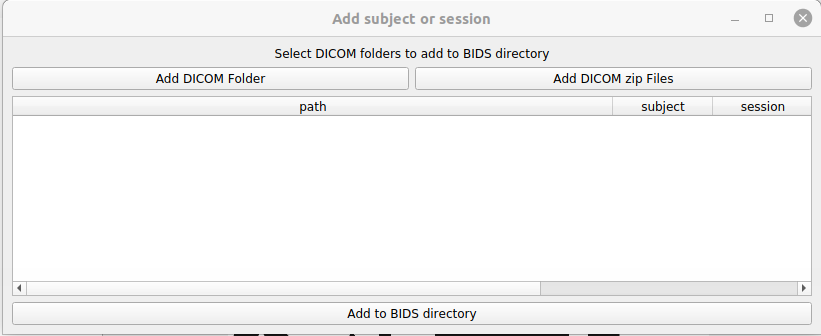 Add subject or session
Select DICOM folders to add to BIDS directory
Add DICOM Folder Add DICOM zip Files
path subject session
Add to BIDS directory